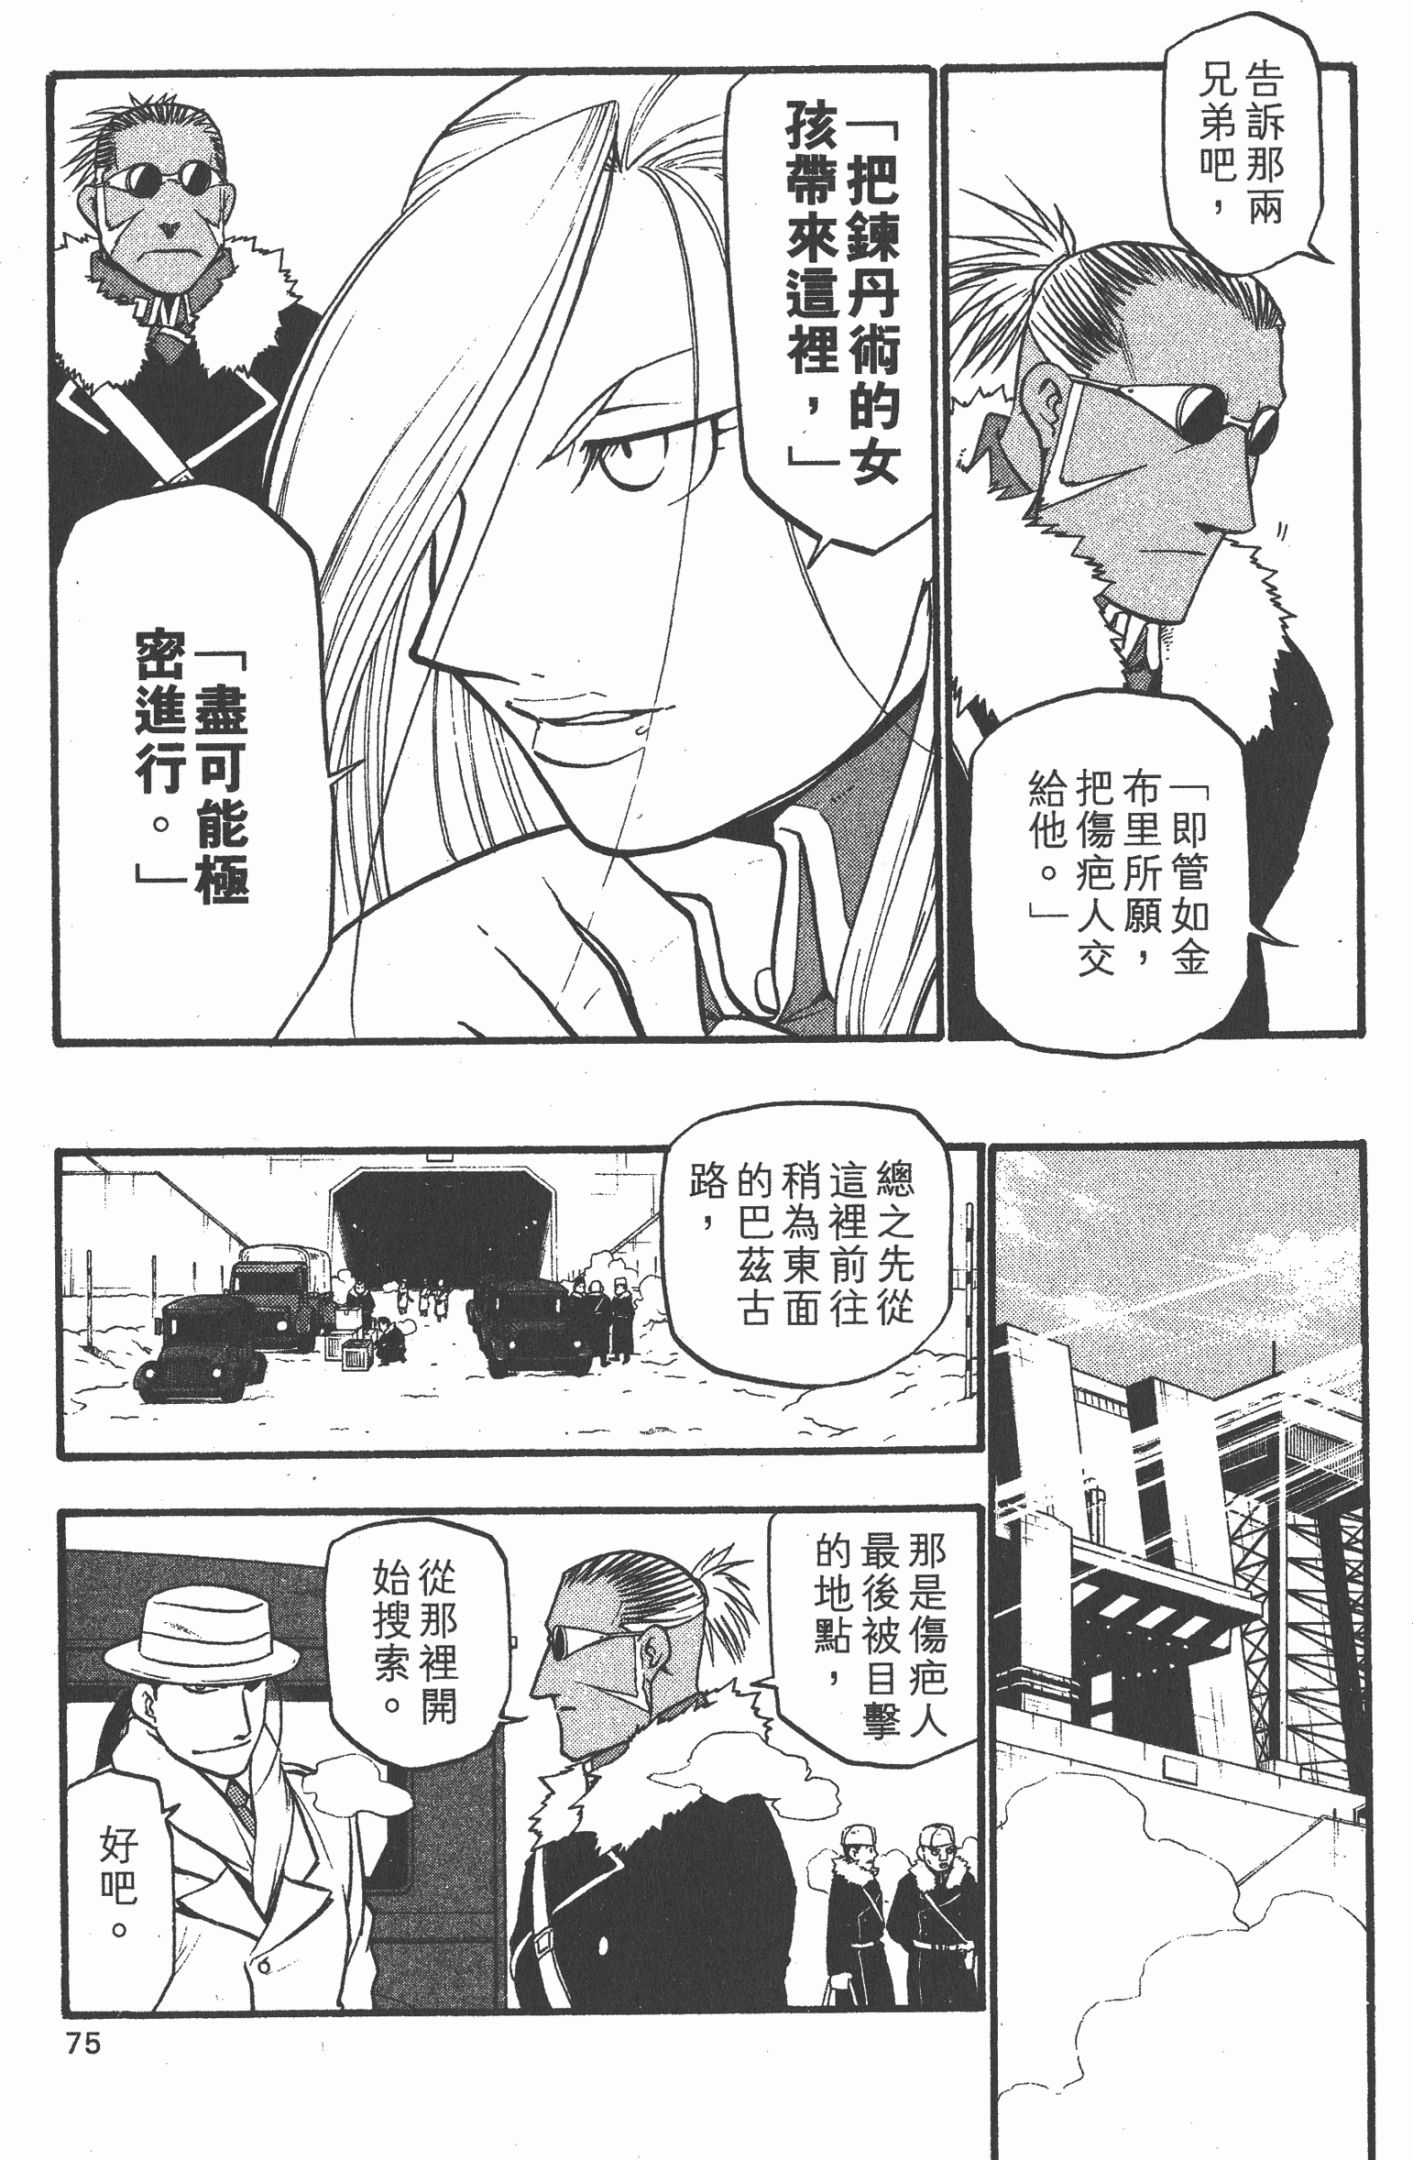 告訴那兩
兄弟吧，
「即管如金
布里所願，
把傷疤人交
給他。」
「把鍊丹術的女
孩帶來這裡，」
「盡可能極
密進行。」
總之先從
這裡前往
稍為東面
的巴茲古
路，
那是傷疤人
最後被目擊
的地點，
從那裡開
始搜索。
好吧。
75